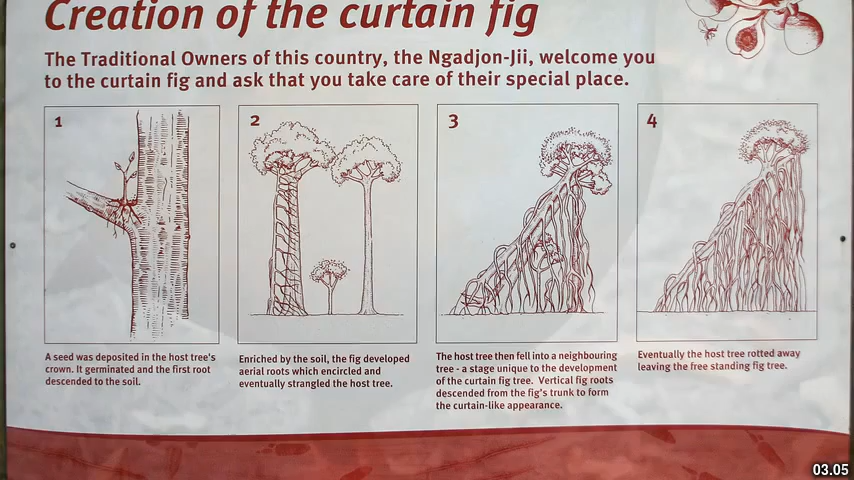 Creation of the curtain fig
The Traditional Owners of this country, the Ngadjon-Jii, welcome you
to the curtain fig and ask that you take care of their special place.
1
A seed was deposited in the host tree's
crown. It germinated and the first root
descended to the soil.
2
Enriched by the soil, the fig developed
aerial roots which encircled and
eventually strangled the host tree.
3
The host tree then fell into a neighbouring
tree - a stage unique to the development
of the curtain fig tree. Vertical fig roots
descended from the fig's trunk to form
the curtain-like appearance.
4
Eventually the host tree rotted away
leaving the free standing fig tree.
03.05